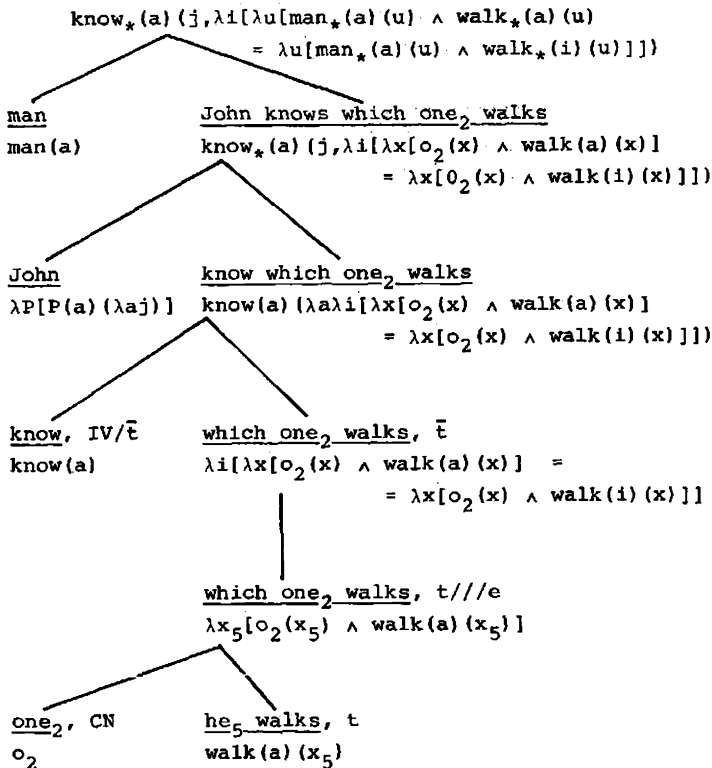 know*(a)(j,λi[λu[man*(a)(u) ∧ walk*(a)(u)
= λu[man*(a)(u) ∧ walk*(i)(u)]])
man John knows which one₂ walks
man(a) know*(a)(j,λi[λx[o₂(x) ∧ walk(a)(x)]
= λx[O₂(x) ∧ walk(i)(x)]])
John know which one₂ walks
λP[P(a)(λaj)] know(a)(λaλi[λx[o₂(x) ∧ walk(a)(x)]
= λx[o₂(x) ∧ walk(i)(x)]])
know, IV/t̄ which one₂ walks, t̄
know(a) λi[λx[o₂(x) ∧ walk(a)(x)] =
= λx[o₂(x) ∧ walk(i)(x)]]
which one₂ walks, t///e
λx₅[o₂(x₅) ∧ walk(a)(x₅)]
one₂, CN he₅ walks, t
o₂ walk(a)(x₅)